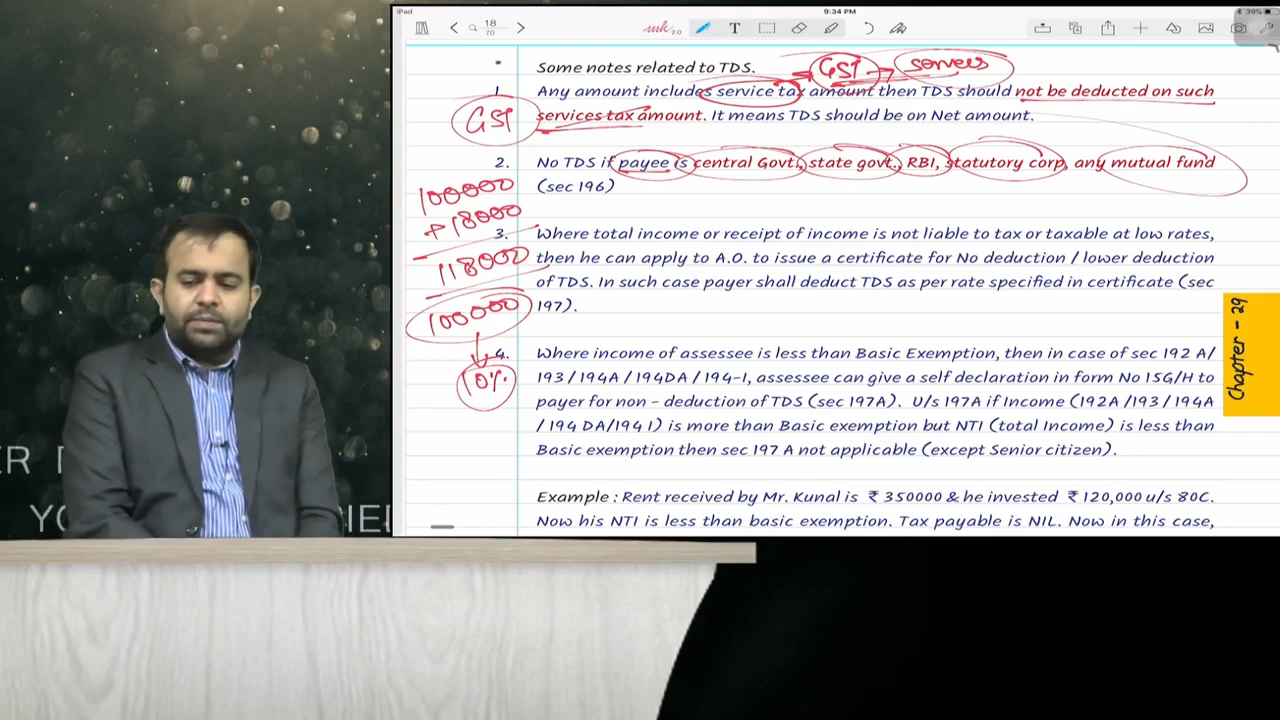 iPad
9:34 PM
39%
18
70
2.0
T
GST → services
* Some notes related to TDS.
1. Any amount includes service tax amount then TDS should not be deducted on such
services tax amount. It means TDS should be on Net amount.
GST
2. No TDS if payee is central Govt., state govt., RBI, statutory corp, any mutual fund
(sec 196)
100000
+18000
118000
100000
10%
3. Where total income or receipt of income is not liable to tax or taxable at low rates,
then he can apply to A.O. to issue a certificate for No deduction / lower deduction
of TDS. In such case payer shall deduct TDS as per rate specified in certificate (sec
197).
4. Where income of assessee is less than Basic Exemption, then in case of sec 192 A/
193 / 194A / 194DA / 194-I, assessee can give a self declaration in form No 15G/H to
payer for non - deduction of TDS (sec 197A). U/s 197A if Income (192A /193 / 194A
/ 194 DA/194 I) is more than Basic exemption but NTI (total Income) is less than
Basic exemption then sec 197 A not applicable (except Senior citizen).
Example : Rent received by Mr. Kunal is ₹ 350000 & he invested ₹ 120,000 u/s 80C.
Now his NTI is less than basic exemption. Tax payable is NIL. Now in this case,
Chapter - 29